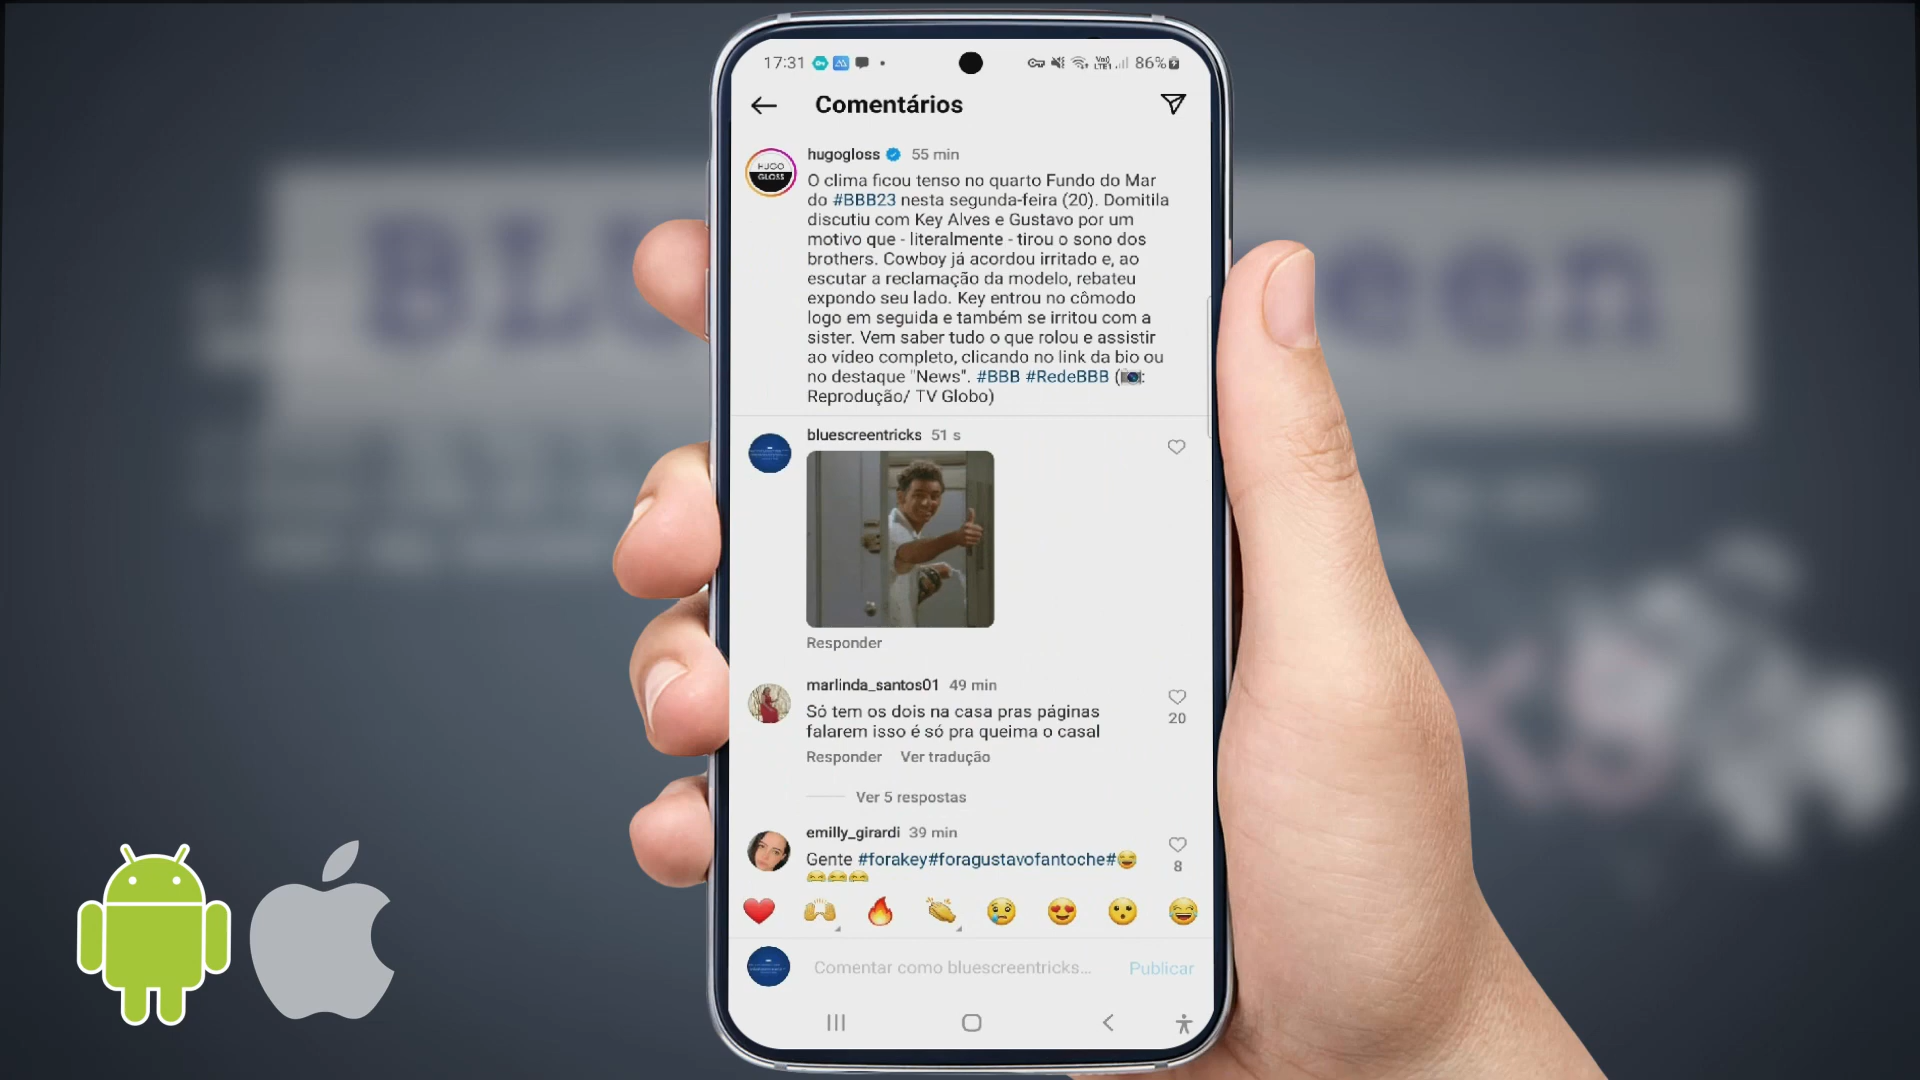 17:31
86%
Comentários
hugogloss 55 min
HUGO
GLOSS
O clima ficou tenso no quarto Fundo do Mar
do #BBB23 nesta segunda-feira (20). Domitila
discutiu com Key Alves e Gustavo por um
motivo que - literalmente - tirou o sono dos
brothers. Cowboy já acordou irritado e, ao
escutar a reclamação da modelo, rebateu
expondo seu lado. Key entrou no cômodo
logo em seguida e também se irritou com a
sister. Vem saber tudo o que rolou e assistir
ao vídeo completo, clicando no link da bio ou
no destaque "News". #BBB #RedeBBB (📷:
Reprodução/ TV Globo)
bluescreentricks 51 s
Responder
marlinda_santos01 49 min
Só tem os dois na casa pras páginas
falarem isso é só pra queima o casal
20
Responder Ver tradução
Ver 5 respostas
emilly_girardi 39 min
Gente #forakey#foragustavofantoche#😂
😂😂😂
8
❤️ 🙌 🔥 👏 😢 😍 😮 😂
Comentar como bluescreentricks...
Publicar